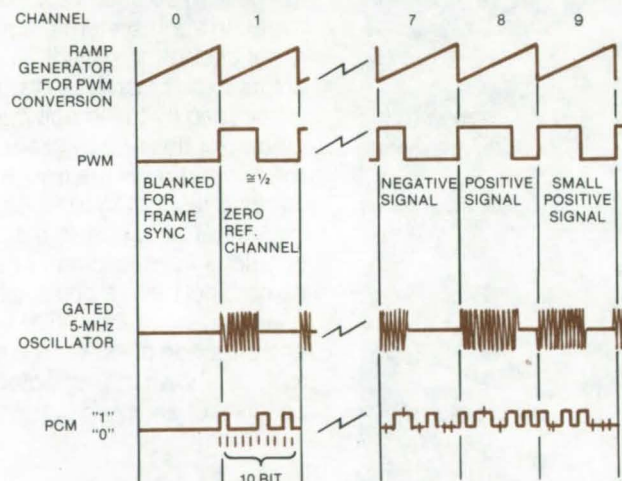 CHANNEL 0 1 7 8 9
RAMP
GENERATOR
FOR PWM
CONVERSION
PWM
BLANKED
FOR
FRAME
SYNC
≅½
ZERO
REF.
CHANNEL
NEGATIVE
SIGNAL
POSITIVE
SIGNAL
SMALL
POSITIVE
SIGNAL
GATED
5-MHz
OSCILLATOR
PCM "1"
"0"
10 BIT